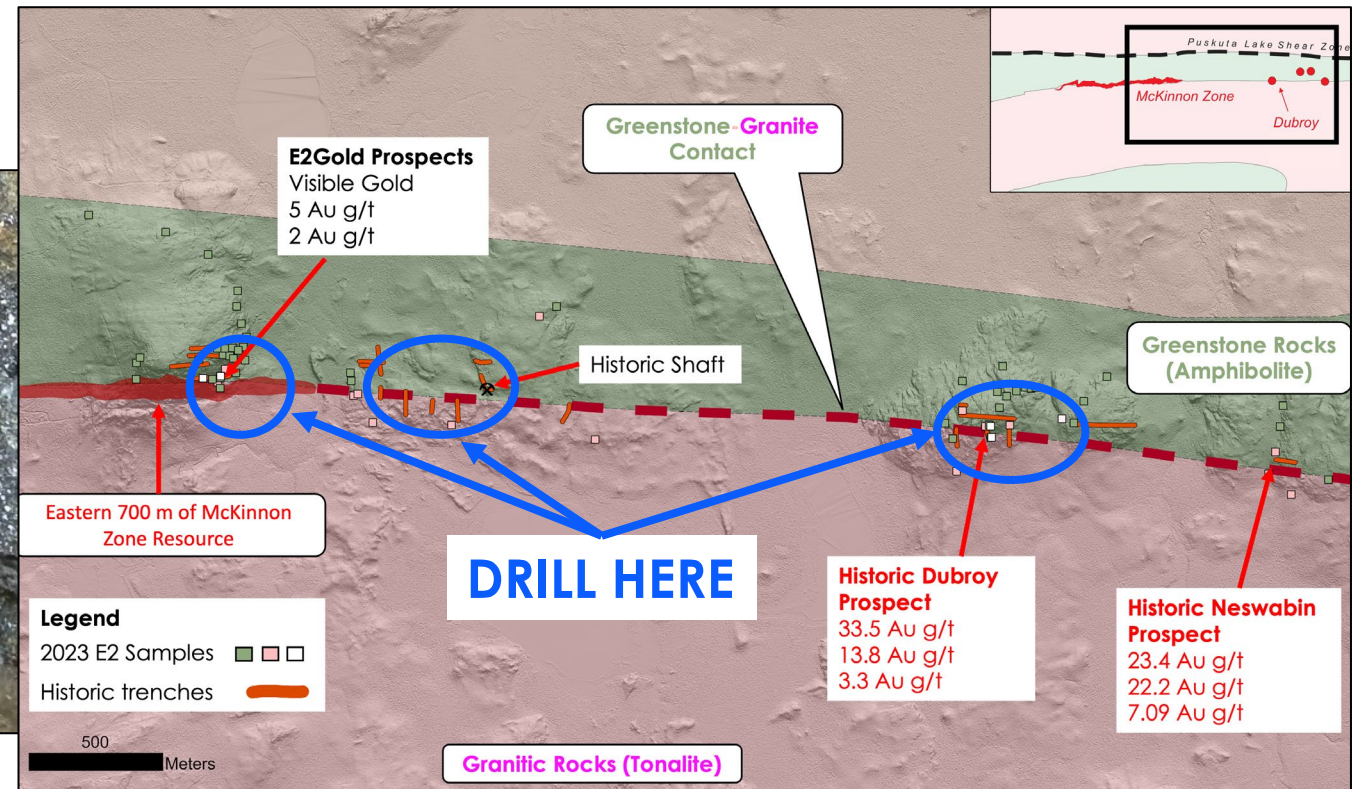 Puskuta Lake Shear Zone
McKinnon Zone
Dubroy
Greenstone-Granite
Contact
E2Gold Prospects
Visible Gold
5 Au g/t
2 Au g/t
Historic Shaft
Greenstone Rocks
(Amphibolite)
Eastern 700 m of McKinnon
Zone Resource
DRILL HERE
Historic Dubroy
Prospect
33.5 Au g/t
13.8 Au g/t
3.3 Au g/t
Historic Neswabin
Prospect
23.4 Au g/t
22.2 Au g/t
7.09 Au g/t
Legend
2023 E2 Samples
Historic trenches
500
Meters
Granitic Rocks (Tonalite)